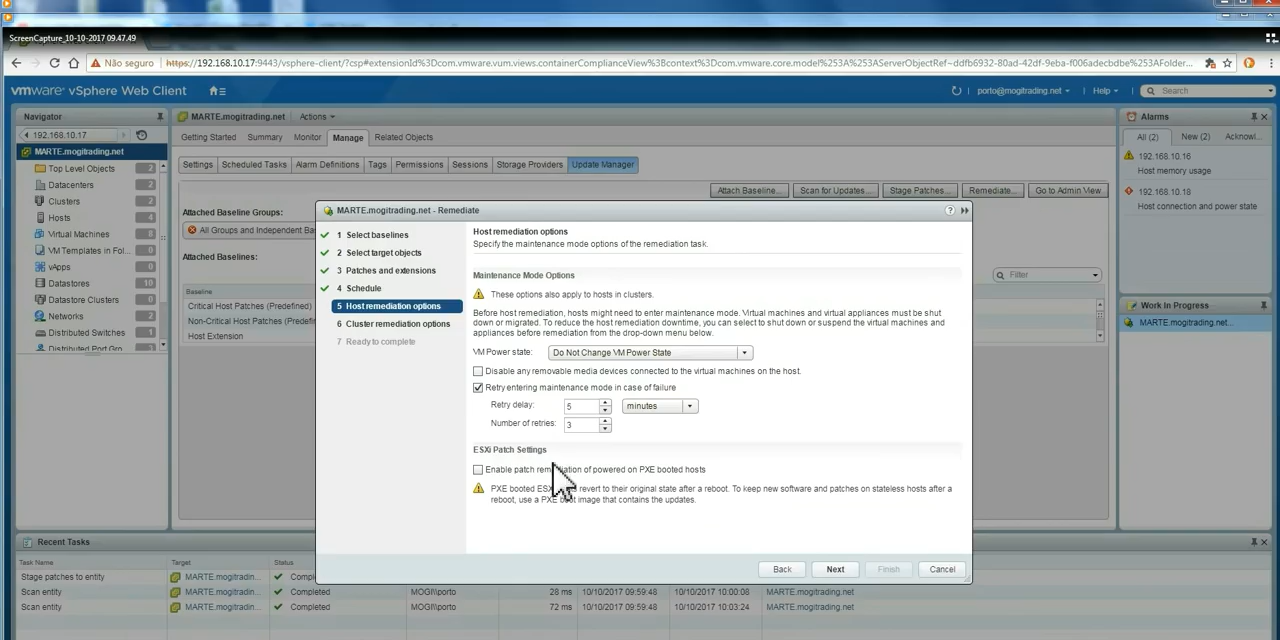 ScreenCapture_10-10-2017 09.47.49
Não seguro https://192.168.10.17:9443/vsphere-client/?csp#extensionId%3Dcom.vmware.vum.views.containerComplianceView%3Bcontext%3Dcom.vmware.core.model%253A%253AServerObjectRef~ddfb6932-80ad-42df-9eba-f006adecbdbe%253AFolder...
vmware® vSphere Web Client
porto@mogitrading.net
Help
Search
Navigator
192.168.10.17
MARTE.mogitrading.net
Top Level Objects 2
Datacenters 2
Clusters 2
Hosts 4
Virtual Machines 8
VM Templates in Fol... 2
vApps 2
Datastores 10
Datastore Clusters 2
Networks 2
Distributed Switches 1
Distributed Port Gro...
MARTE.mogitrading.net Actions
Getting Started Summary Monitor Manage Related Objects
Settings Scheduled Tasks Alarm Definitions Tags Permissions Sessions Storage Providers Update Manager
Attach Baseline... Scan for Updates... Stage Patches... Remediate... Go to Admin View
Attached Baseline Groups:
All Groups and Independent Bas
Attached Baselines:
Filter
Baseline
Critical Host Patches (Predefined)
Non-Critical Host Patches (Predefin
Host Extension
MARTE.mogitrading.net - Remediate
1 Select baselines
2 Select target objects
3 Patches and extensions
4 Schedule
5 Host remediation options
6 Cluster remediation options
7 Ready to complete
Host remediation options
Specify the maintenance mode options of the remediation task.
Maintenance Mode Options
These options also apply to hosts in clusters.
Before host remediation, hosts might need to enter maintenance mode. Virtual machines and virtual appliances must be shut
down or migrated. To reduce the host remediation downtime, you can select to shut down or suspend the virtual machines and
appliances before remediation from the drop-down menu below.
VM Power state: Do Not Change VM Power State
Disable any removable media devices connected to the virtual machines on the host.
Retry entering maintenance mode in case of failure
Retry delay: 5 minutes
Number of retries: 3
ESXi Patch Settings
Enable patch remediation of powered on PXE booted hosts
PXE booted ESX revert to their original state after a reboot. To keep new software and patches on stateless hosts after a
reboot, use a PXE boot image that contains the updates.
Back Next Finish Cancel
Alarms
All (2) New (2) Acknowl...
192.168.10.16
Host memory usage
192.168.10.18
Host connection and power state
Work In Progress
MARTE.mogitrading.net...
Recent Tasks
Task Name Target Status
Stage patches to entity MARTE.mogitradin... Comp
Scan entity MARTE.mogitradin... Completed MOGI\porto 28 ms 10/10/2017 09:59:48 10/10/2017 10:00:08 MARTE.mogitrading.net
Scan entity MARTE.mogitradin... Completed MOGI\porto 72 ms 10/10/2017 09:59:48 10/10/2017 10:03:24 MARTE.mogitrading.net